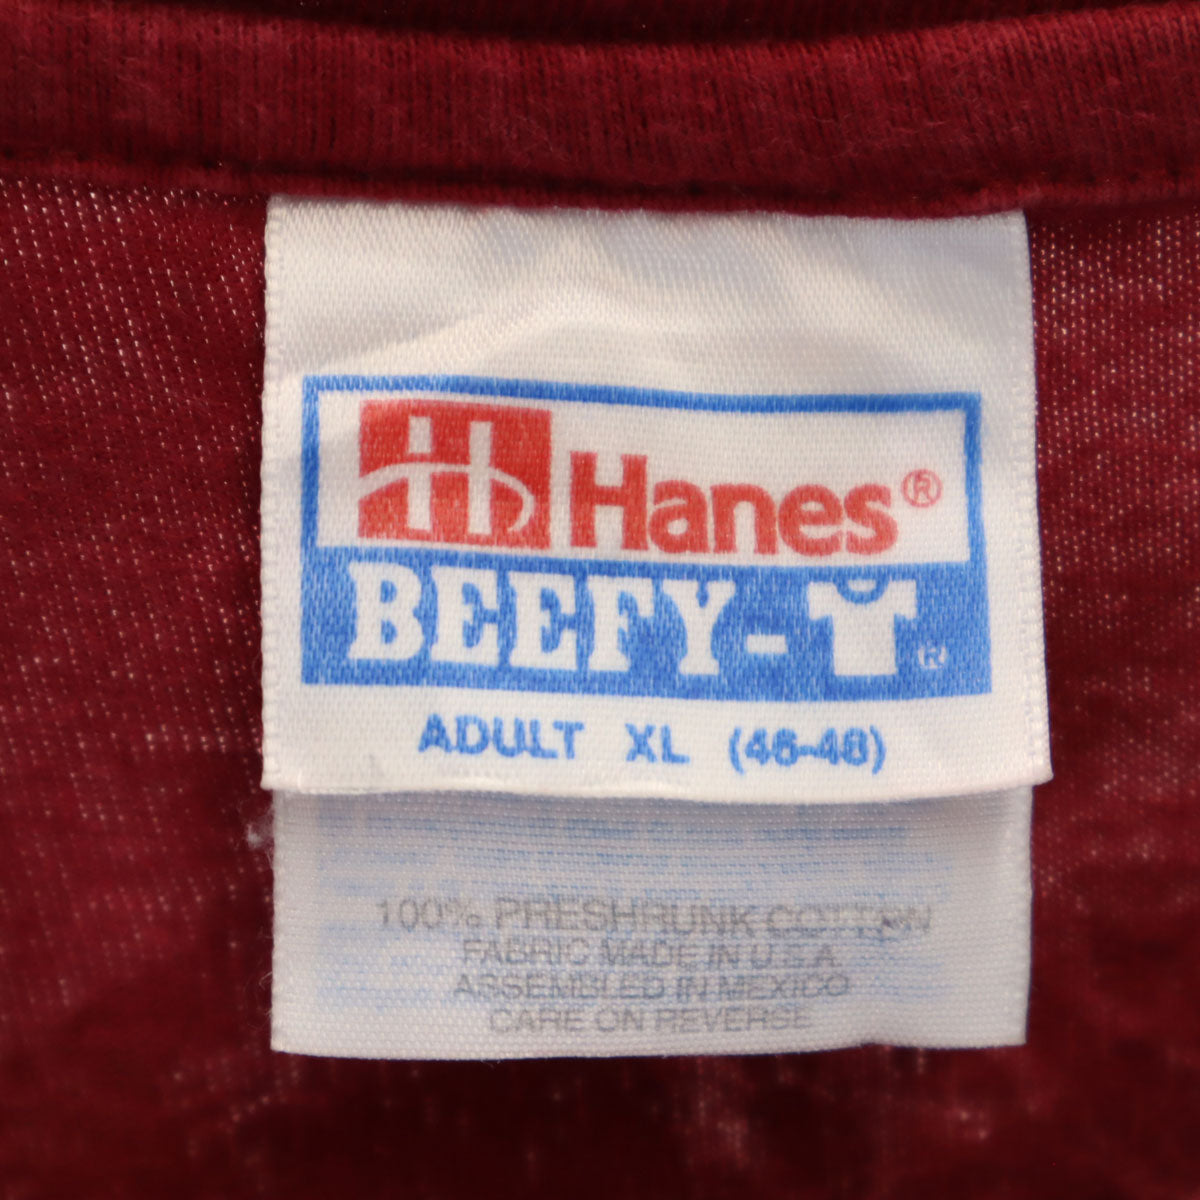 H Hanes®
BEEFY-T®
ADULT XL (46-48)
100% PRESHRUNK COTTON
FABRIC MADE IN U.S.A.
ASSEMBLED IN MEXICO
CARE ON REVERSE